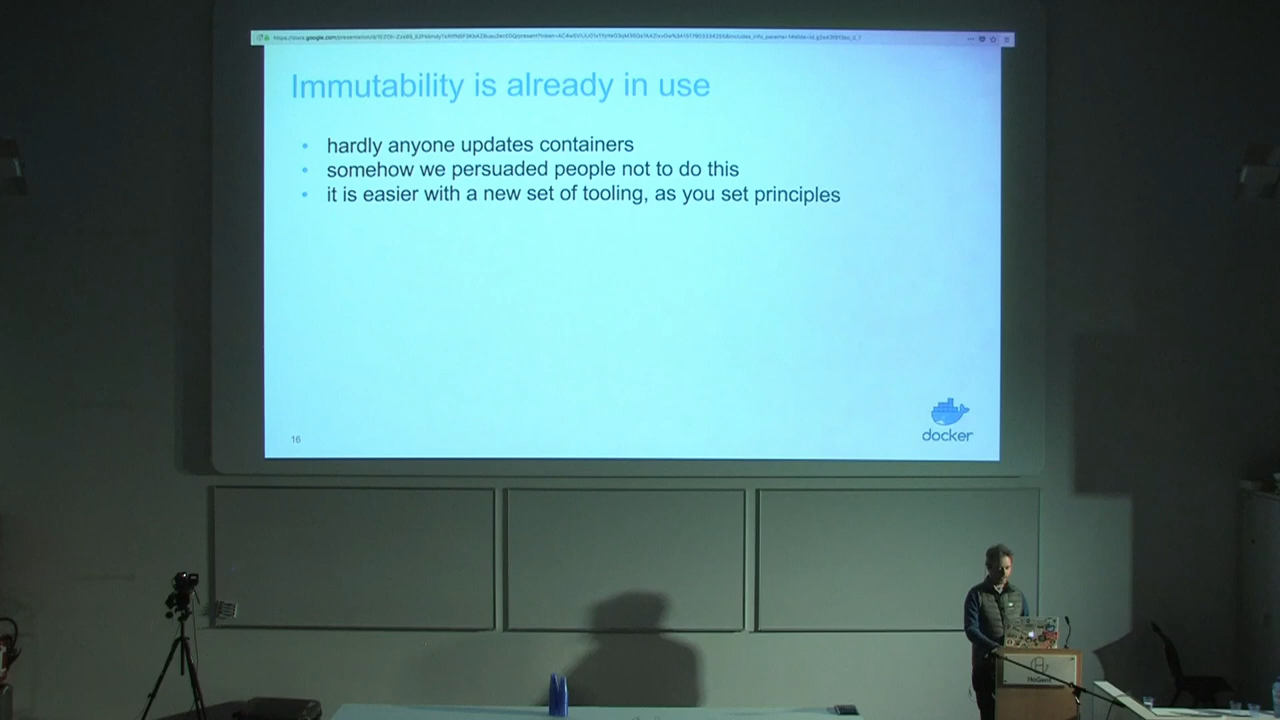 Immutability is already in use
• hardly anyone updates containers
• somehow we persuaded people not to do this
• it is easier with a new set of tooling, as you set principles
16
docker
HoGent